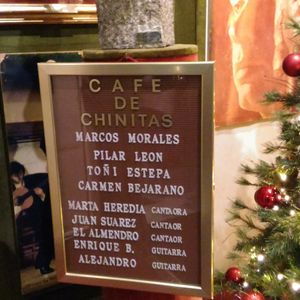 CAFE
DE
CHINITAS
MARCOS MORALES
PILAR LEON
TOÑI ESTEPA
CARMEN BEJARANO
MARTA HEREDIA CANTAORA
JUAN SUAREZ CANTAOR
EL ALMENDRO CANTAOR
ENRIQUE B. GUITARRA
ALEJANDRO GUITARRA